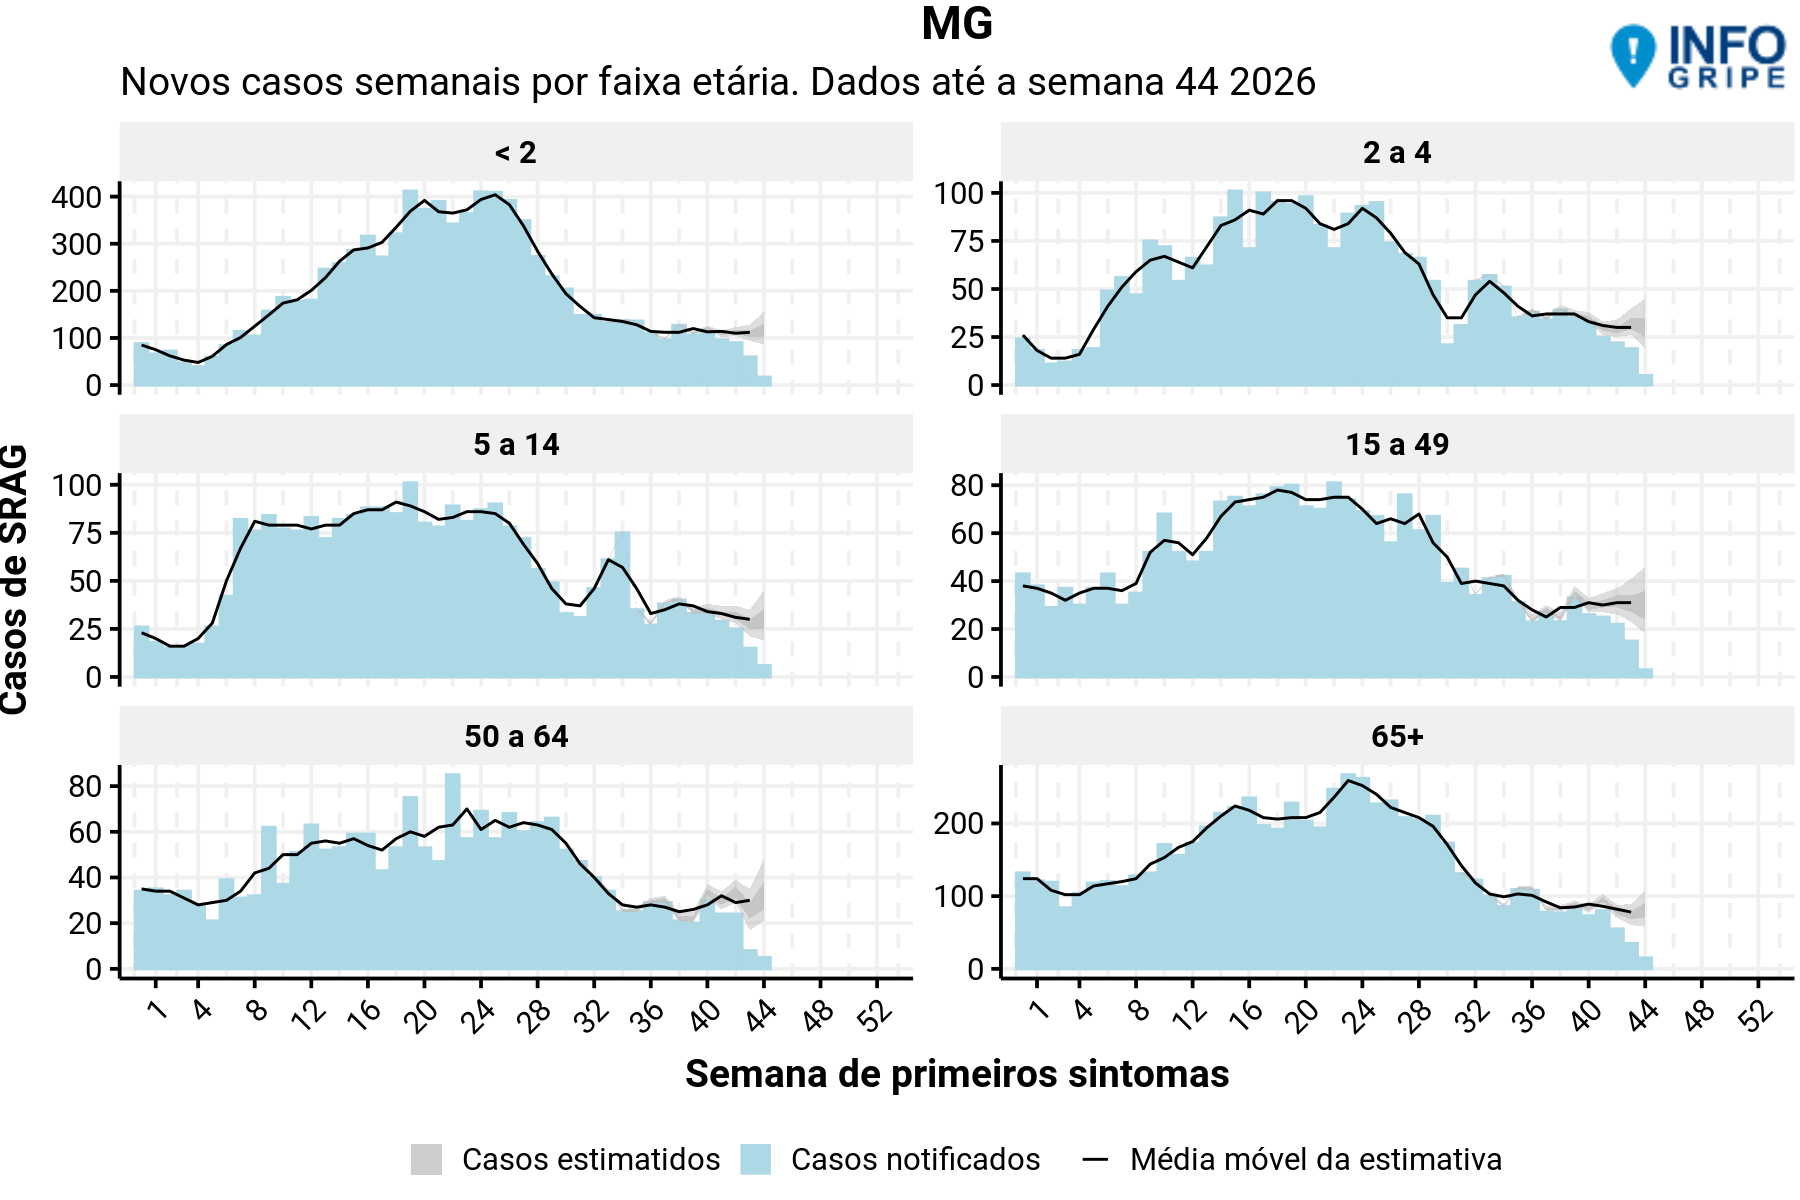 MG
INFO
GRIPE
Novos casos semanais por faixa etária. Dados até a semana 44 2026
< 2
2 a 4
400
300
200
100
0
100
75
50
25
0
5 a 14
15 a 49
100
75
50
25
0
80
60
40
20
0
Casos de SRAG
50 a 64
65+
80
60
40
20
0
200
100
0
1 4 8 12 16 20 24 28 32 36 40 44 48 52
1 4 8 12 16 20 24 28 32 36 40 44 48 52
Semana de primeiros sintomas
Casos estimatidos Casos notificados Média móvel da estimativa